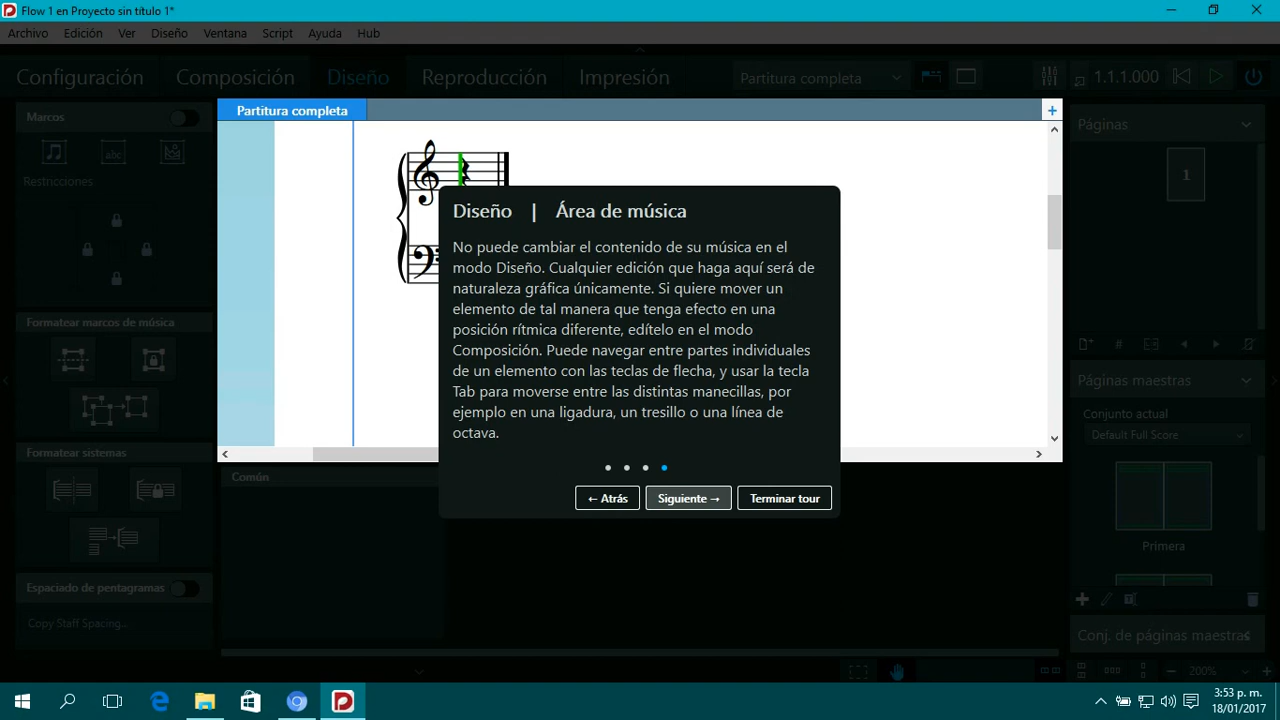 Flow 1 en Proyecto sin título 1*
Archivo Edición Ver Diseño Ventana Script Ayuda Hub
Configuración Composición Diseño Reproducción Impresión Partitura completa 1.1.1.000
Marcos
Partitura completa
Páginas
abc
Restricciones
1
Diseño | Área de música
No puede cambiar el contenido de su música en el
modo Diseño. Cualquier edición que haga aquí será de
naturaleza gráfica únicamente. Si quiere mover un
elemento de tal manera que tenga efecto en una
posición rítmica diferente, edítelo en el modo
Composición. Puede navegar entre partes individuales
de un elemento con las teclas de flecha, y usar la tecla
Tab para moverse entre las distintas manecillas, por
ejemplo en una ligadura, un tresillo o una línea de
octava.
← Atrás Siguiente → Terminar tour
Formatear marcos de música
Formatear sistemas
Espaciado de pentagramas
Copy Staff Spacing...
Común
Páginas maestras
Conjunto actual
Default Full Score
Primera
Conj. de páginas maestras
200%
3:53 p. m.
18/01/2017